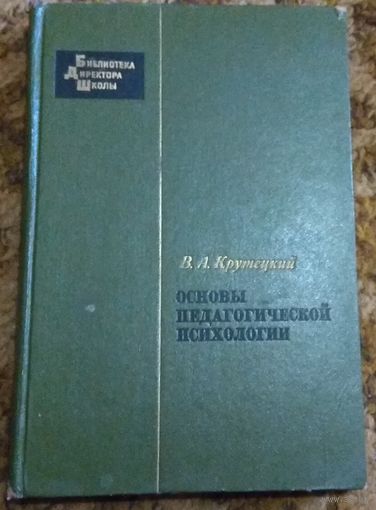 Библиотека
Директора
Школы
В. А. Крутецкий
ОСНОВЫ
ПЕДАГОГИЧЕСКОЙ
ПСИХОЛОГИИ